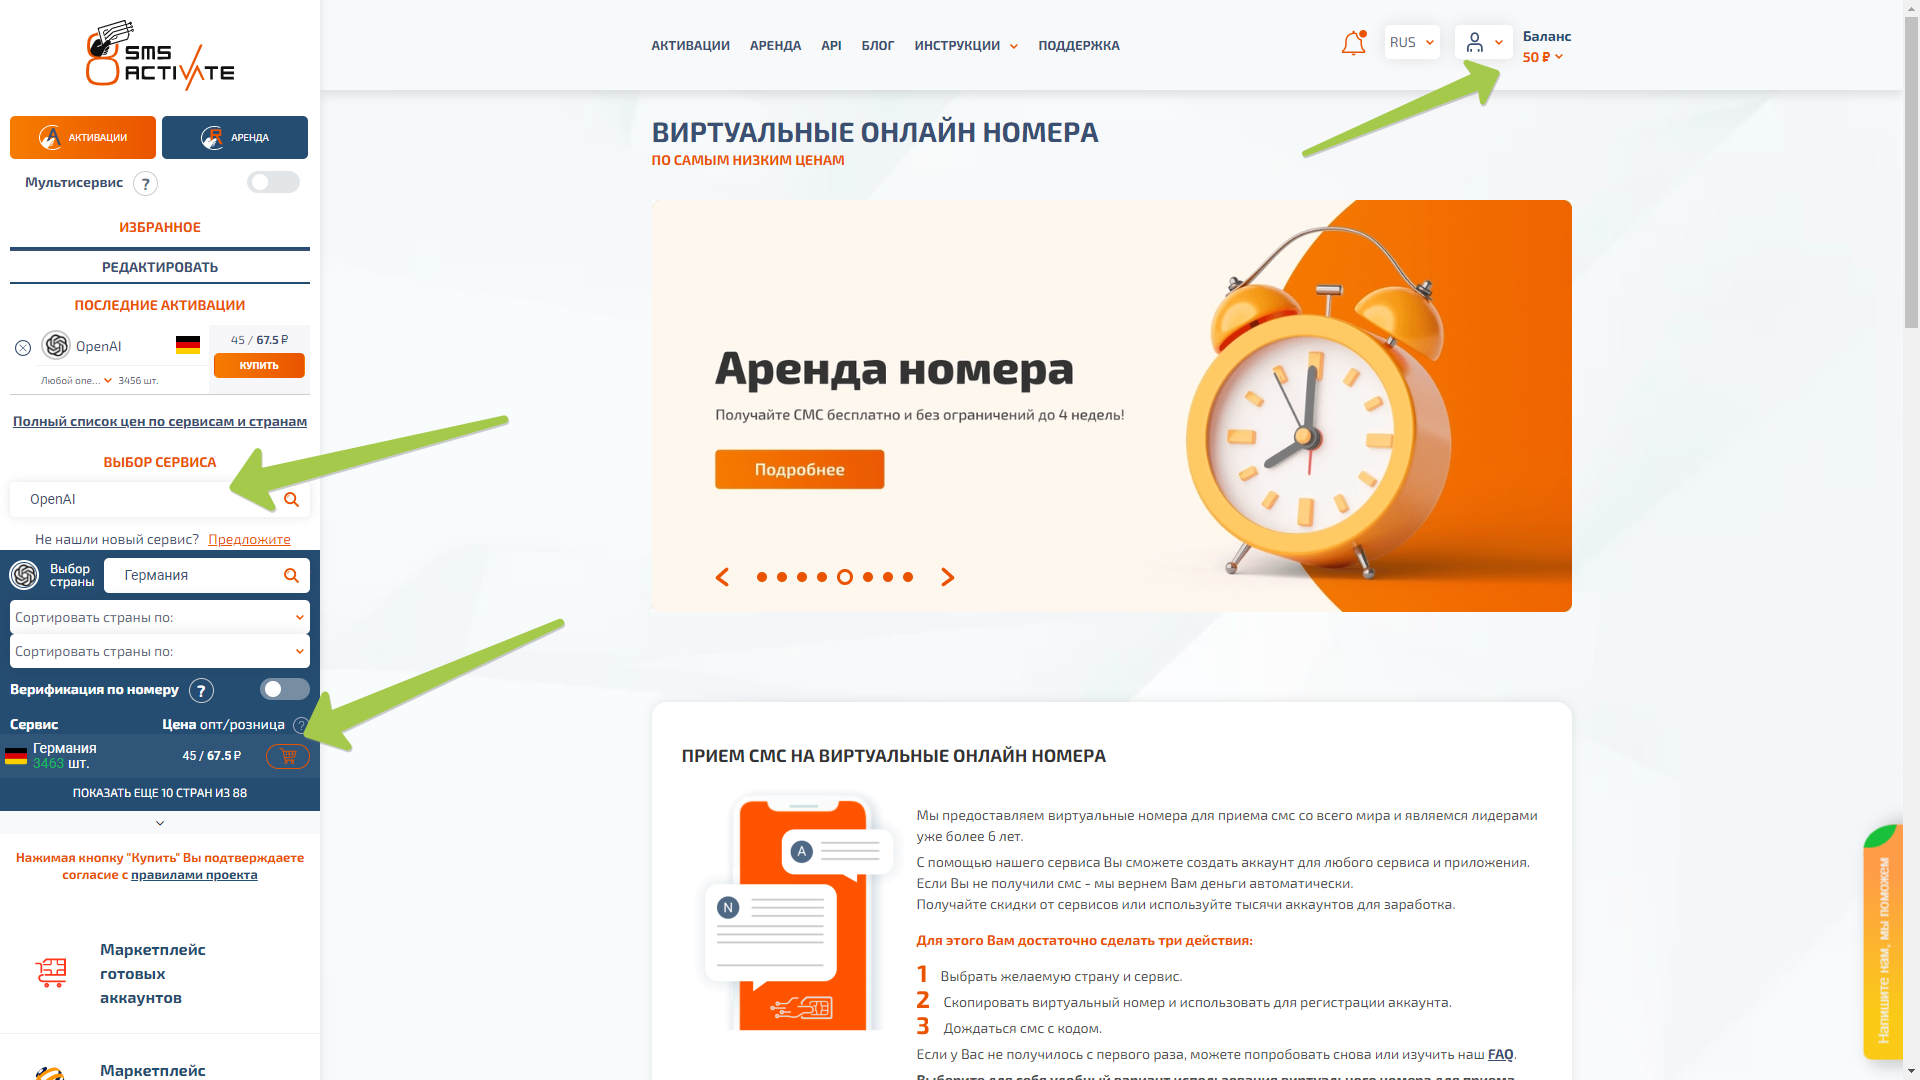 SMS
ACTIVATE
АКТИВАЦИИ
АРЕНДА
API
БЛОГ
ИНСТРУКЦИИ
ПОДДЕРЖКА
RUS
Баланс
50 ₽
АКТИВАЦИИ
АРЕНДА
Мультисервис ?
ИЗБРАННОЕ
РЕДАКТИРОВАТЬ
ПОСЛЕДНИЕ АКТИВАЦИИ
OpenAI
45 / 67.5 ₽
КУПИТЬ
Любой опе... 3456 шт.
Полный список цен по сервисам и странам
ВЫБОР СЕРВИСА
OpenAI
Не нашли новый сервис? Предложите
Выбор
страны
Германия
Сортировать страны по:
Сортировать страны по:
Верификация по номеру ?
Сервис
Цена опт/розница ?
Германия
3463 шт.
45 / 67.5 ₽
ПОКАЗАТЬ ЕЩЕ 10 СТРАН ИЗ 88
Нажимая кнопку "Купить" Вы подтверждаете
согласие с правилами проекта
Маркетплейс
готовых
аккаунтов
Маркетплейс
ВИРТУАЛЬНЫЕ ОНЛАЙН НОМЕРА
ПО САМЫМ НИЗКИМ ЦЕНАМ
Аренда номера
Получайте СМС бесплатно и без ограничений до 4 недель!
Подробнее
ПРИЕМ СМС НА ВИРТУАЛЬНЫЕ ОНЛАЙН НОМЕРА
A
N
Мы предоставляем виртуальные номера для приема смс со всего мира и являемся лидерами
уже более 6 лет.
С помощью нашего сервиса Вы сможете создать аккаунт для любого сервиса и приложения.
Если Вы не получили смс - мы вернем Вам деньги автоматически.
Получайте скидки от сервисов или используйте тысячи аккаунтов для заработка.
Для этого Вам достаточно сделать три действия:
1 Выбрать желаемую страну и сервис.
2 Скопировать виртуальный номер и использовать для регистрации аккаунта.
3 Дождаться смс с кодом.
Если у Вас не получилось с первого раза, можете попробовать снова или изучить наш FAQ.
Выберите для себя удобный вариант использования виртуального номера для приема
Напишите нам, мы поможем